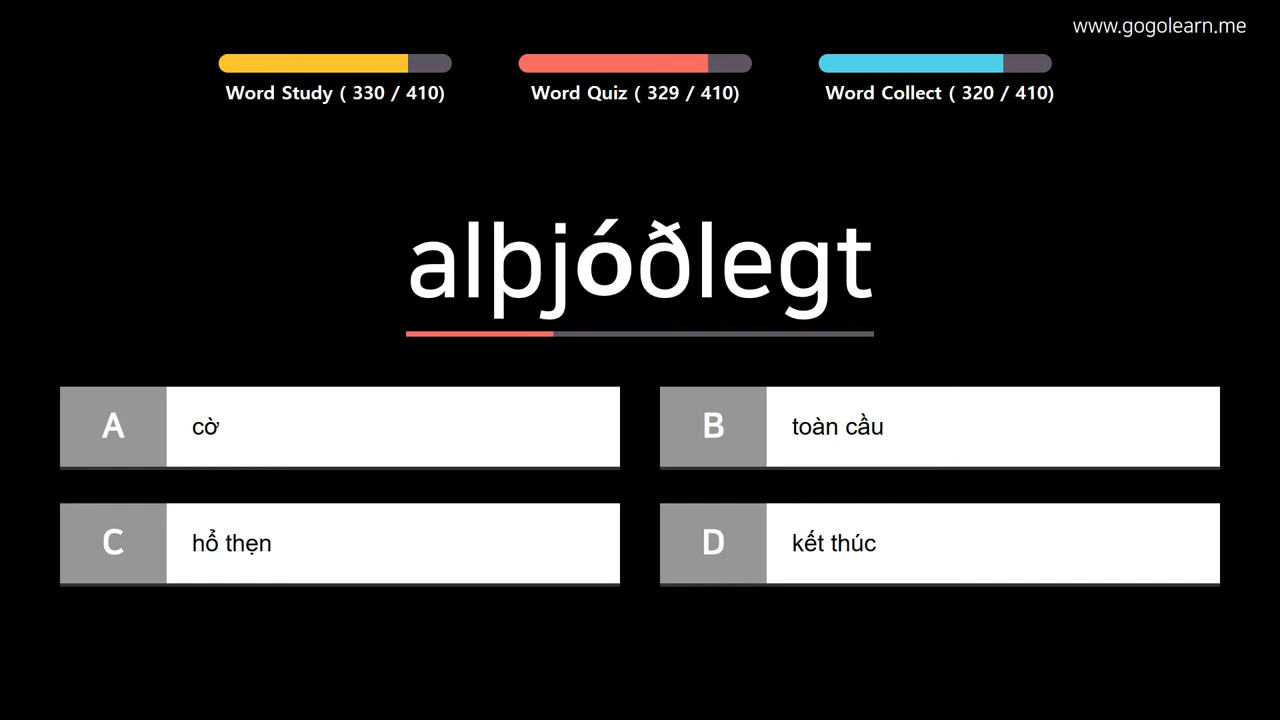 www.gogolearn.me
Word Study ( 330 / 410)
Word Quiz ( 329 / 410)
Word Collect ( 320 / 410)
alþjóðlegt
A
cờ
B
toàn cầu
C
hổ thẹn
D
kết thúc